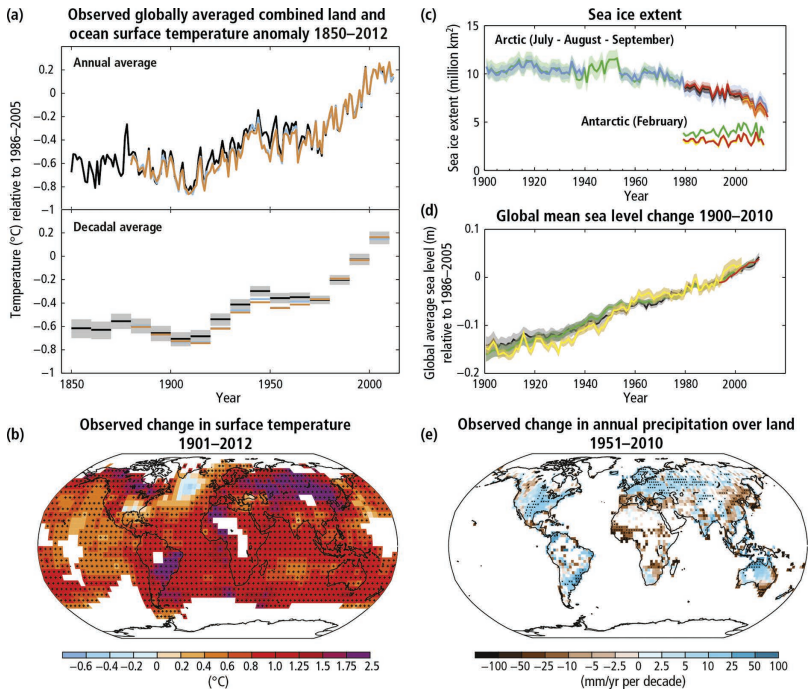 (a)
Observed globally averaged combined land and
ocean surface temperature anomaly 1850–2012
Annual average
0.2
0
−0.2
−0.4
−0.6
−0.8
−1
Temperature (°C) relative to 1986–2005
Decadal average
0.2
0
−0.2
−0.4
−0.6
−0.8
−1
1850 1900 1950 2000
Year
(c)
Sea ice extent
Arctic (July - August - September)
Antarctic (February)
Sea ice extent (million km²)
15
10
5
0
1900 1920 1940 1960 1980 2000
Year
(d)
Global mean sea level change 1900–2010
Global average sea level (m)
relative to 1986–2005
0.1
0
−0.1
−0.2
1900 1920 1940 1960 1980 2000
Year
(b)
Observed change in surface temperature
1901–2012
−0.6 −0.4 −0.2 0 0.2 0.4 0.6 0.8 1.0 1.25 1.5 1.75 2.5
(°C)
(e)
Observed change in annual precipitation over land
1951–2010
−100 −50 −25 −10 −5 −2.5 0 2.5 5 10 25 50 100
(mm/yr per decade)